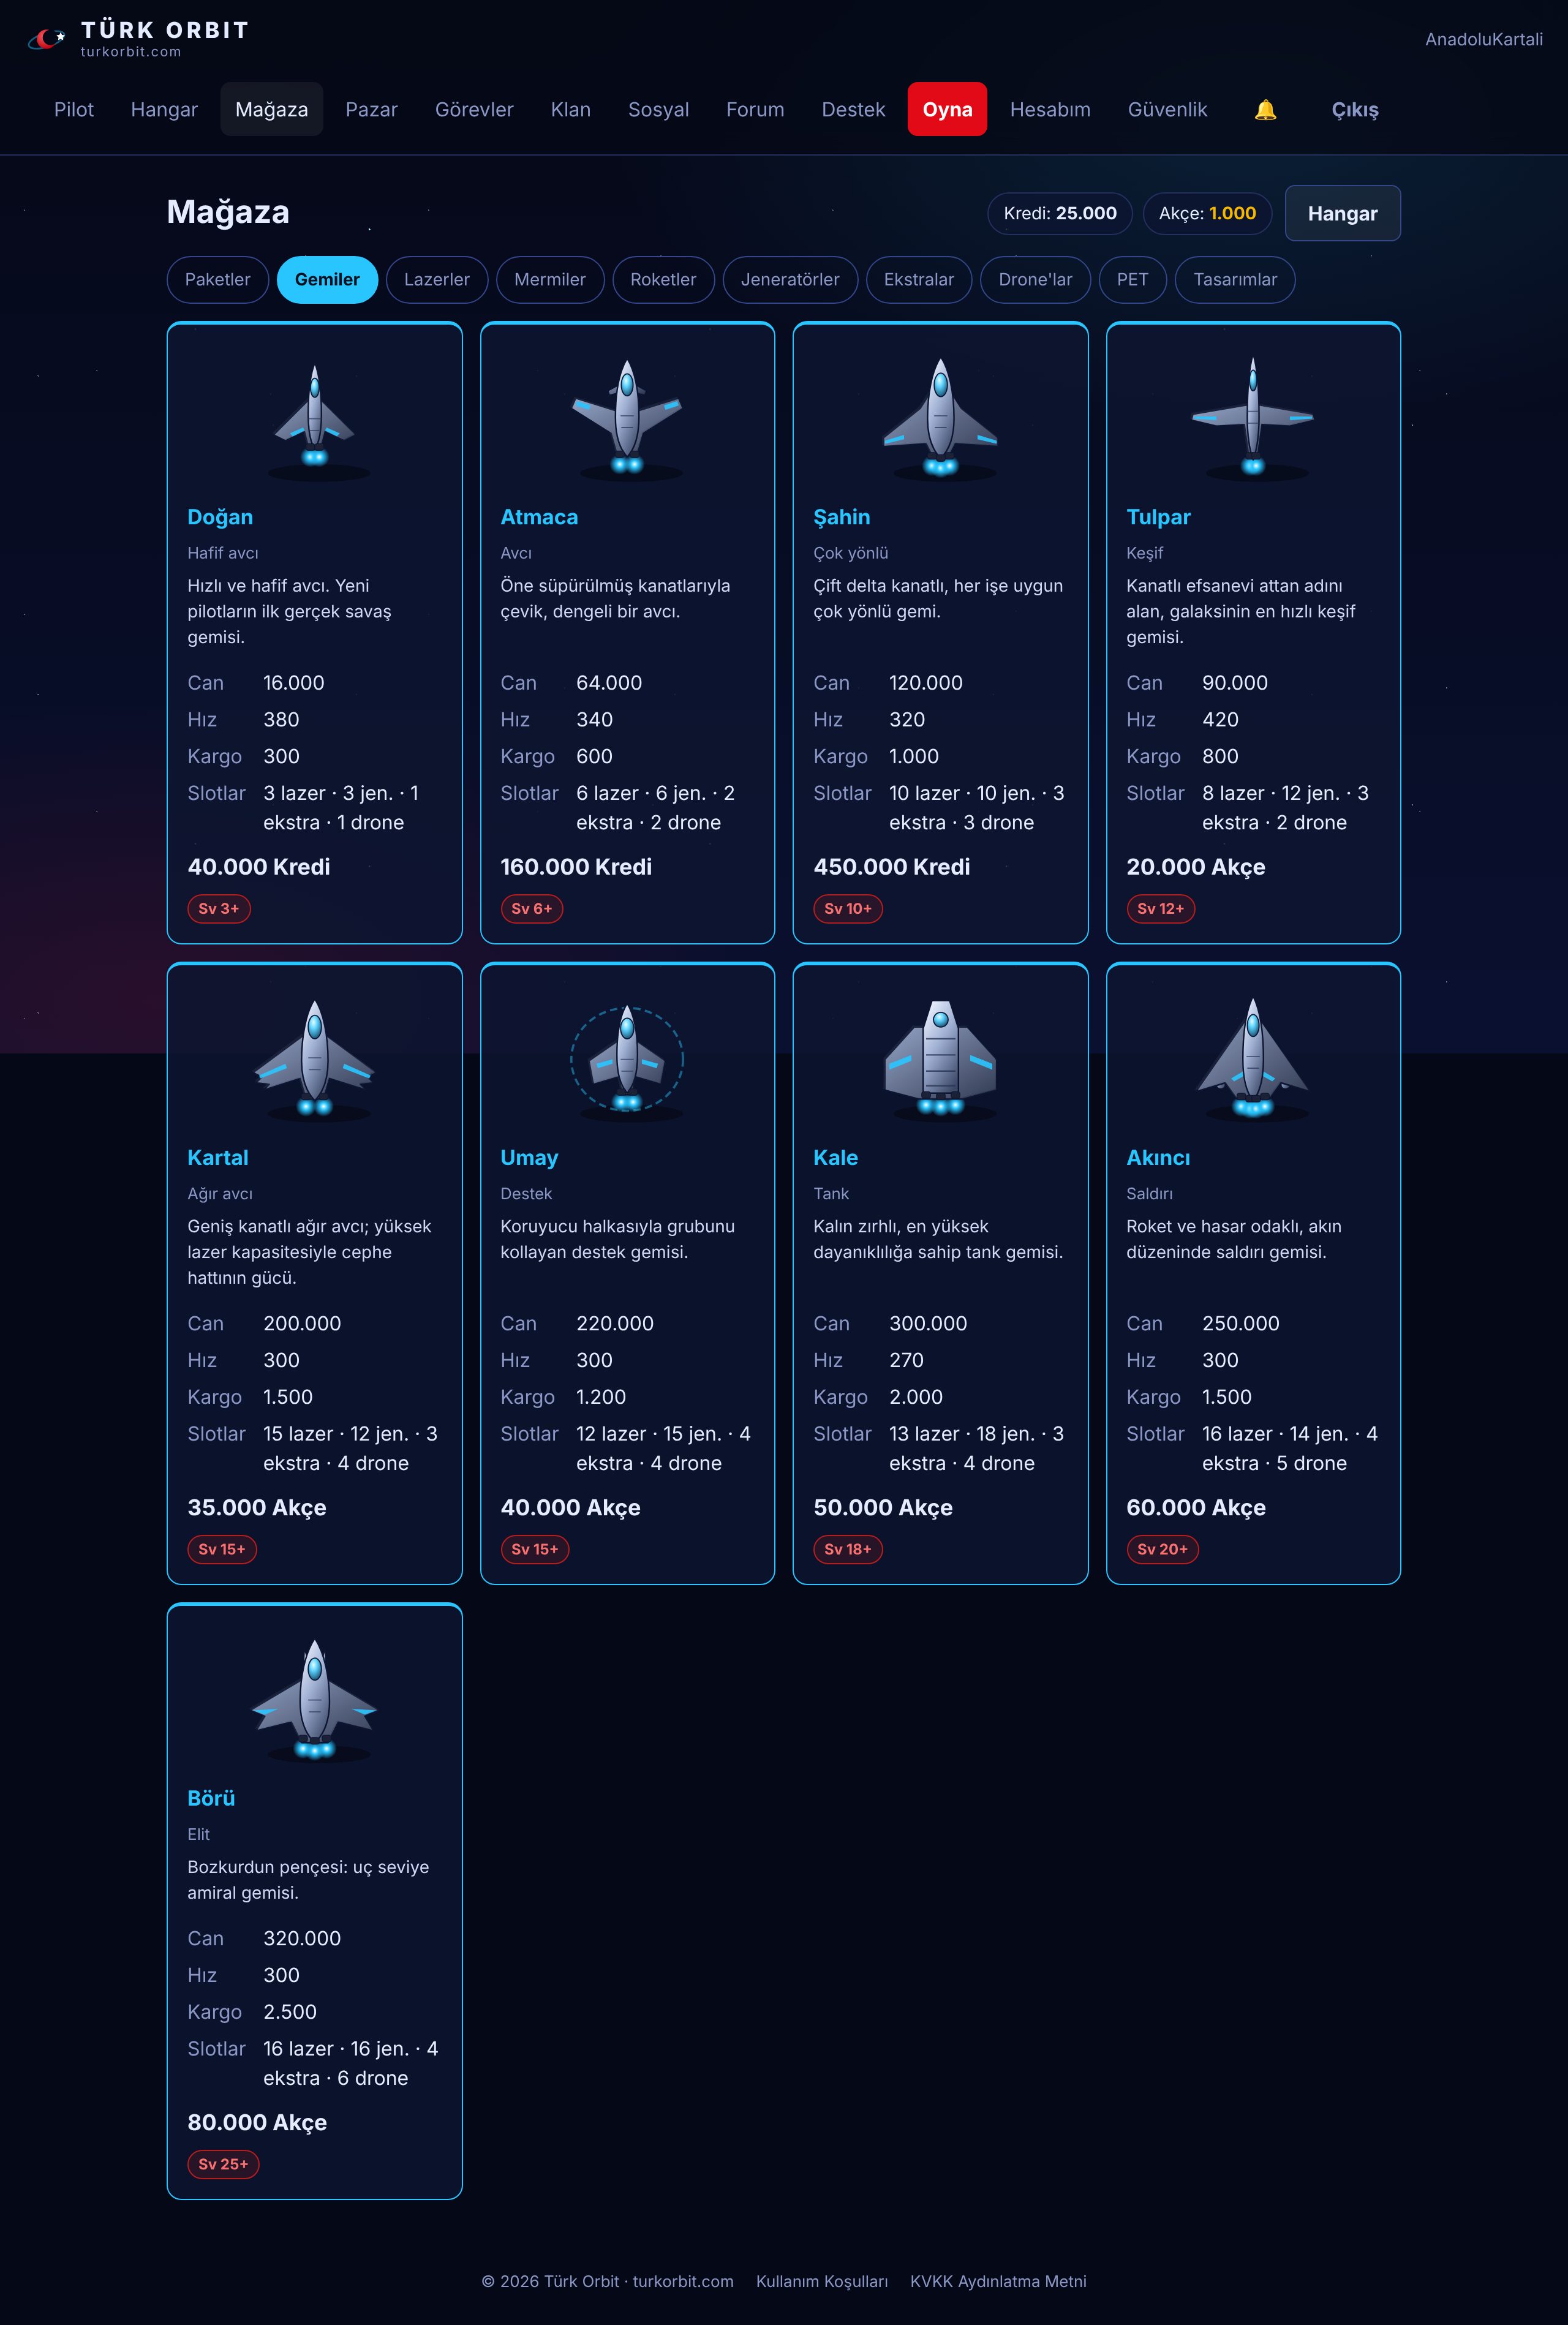 TÜRK ORBIT
turkorbit.com
AnadoluKartali
Pilot Hangar Mağaza Pazar Görevler Klan Sosyal Forum Destek Oyna Hesabım Güvenlik Çıkış
Mağaza
Kredi: 25.000 Akçe: 1.000 Hangar
Paketler Gemiler Lazerler Mermiler Roketler Jeneratörler Ekstralar Drone'lar PET Tasarımlar
Doğan
Hafif avcı
Hızlı ve hafif avcı. Yeni
pilotların ilk gerçek savaş
gemisi.
Can 16.000
Hız 380
Kargo 300
Slotlar 3 lazer · 3 jen. · 1
ekstra · 1 drone
40.000 Kredi
Sv 3+
Atmaca
Avcı
Öne süpürülmüş kanatlarıyla
çevik, dengeli bir avcı.
Can 64.000
Hız 340
Kargo 600
Slotlar 6 lazer · 6 jen. · 2
ekstra · 2 drone
160.000 Kredi
Sv 6+
Şahin
Çok yönlü
Çift delta kanatlı, her işe uygun
çok yönlü gemi.
Can 120.000
Hız 320
Kargo 1.000
Slotlar 10 lazer · 10 jen. · 3
ekstra · 3 drone
450.000 Kredi
Sv 10+
Tulpar
Keşif
Kanatlı efsanevi attan adını
alan, galaksinin en hızlı keşif
gemisi.
Can 90.000
Hız 420
Kargo 800
Slotlar 8 lazer · 12 jen. · 3
ekstra · 2 drone
20.000 Akçe
Sv 12+
Kartal
Ağır avcı
Geniş kanatlı ağır avcı; yüksek
lazer kapasitesiyle cephe
hattının gücü.
Can 200.000
Hız 300
Kargo 1.500
Slotlar 15 lazer · 12 jen. · 3
ekstra · 4 drone
35.000 Akçe
Sv 15+
Umay
Destek
Koruyucu halkasıyla grubunu
kollayan destek gemisi.
Can 220.000
Hız 300
Kargo 1.200
Slotlar 12 lazer · 15 jen. · 4
ekstra · 4 drone
40.000 Akçe
Sv 15+
Kale
Tank
Kalın zırhlı, en yüksek
dayanıklılığa sahip tank gemisi.
Can 300.000
Hız 270
Kargo 2.000
Slotlar 13 lazer · 18 jen. · 3
ekstra · 4 drone
50.000 Akçe
Sv 18+
Akıncı
Saldırı
Roket ve hasar odaklı, akın
düzeninde saldırı gemisi.
Can 250.000
Hız 300
Kargo 1.500
Slotlar 16 lazer · 14 jen. · 4
ekstra · 5 drone
60.000 Akçe
Sv 20+
Börü
Elit
Bozkurdun pençesi: uç seviye
amiral gemisi.
Can 320.000
Hız 300
Kargo 2.500
Slotlar 16 lazer · 16 jen. · 4
ekstra · 6 drone
80.000 Akçe
Sv 25+
© 2026 Türk Orbit · turkorbit.com Kullanım Koşulları KVKK Aydınlatma Metni